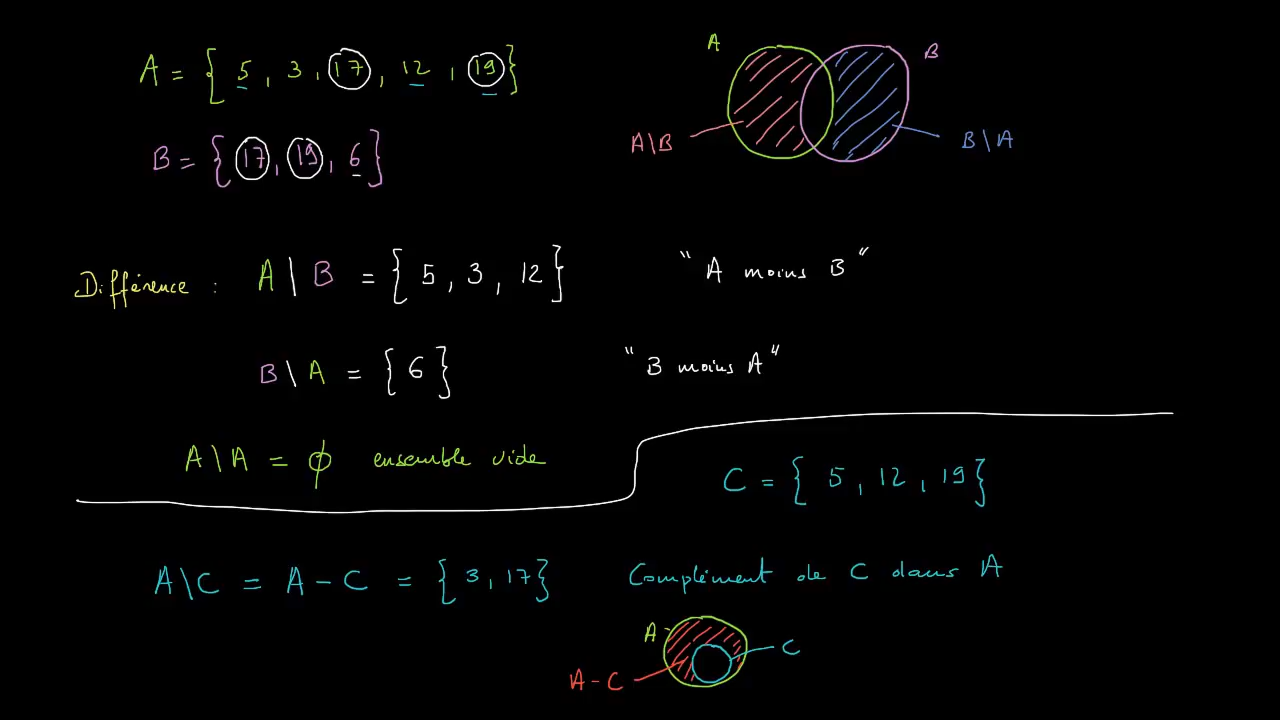 A = { 5 , 3 , 17 , 12 , 19 }
B = { 17 , 19 , 6 }
A
B
A\B
B\A
Différence : A \ B = { 5 , 3 , 12 } " A moins B "
B \ A = { 6 } " B moins A "
A \ A = ϕ ensemble vide
C = { 5 , 12 , 19 }
A\C = A - C = { 3 , 17 } Complément de C dans A
A
C
A - C